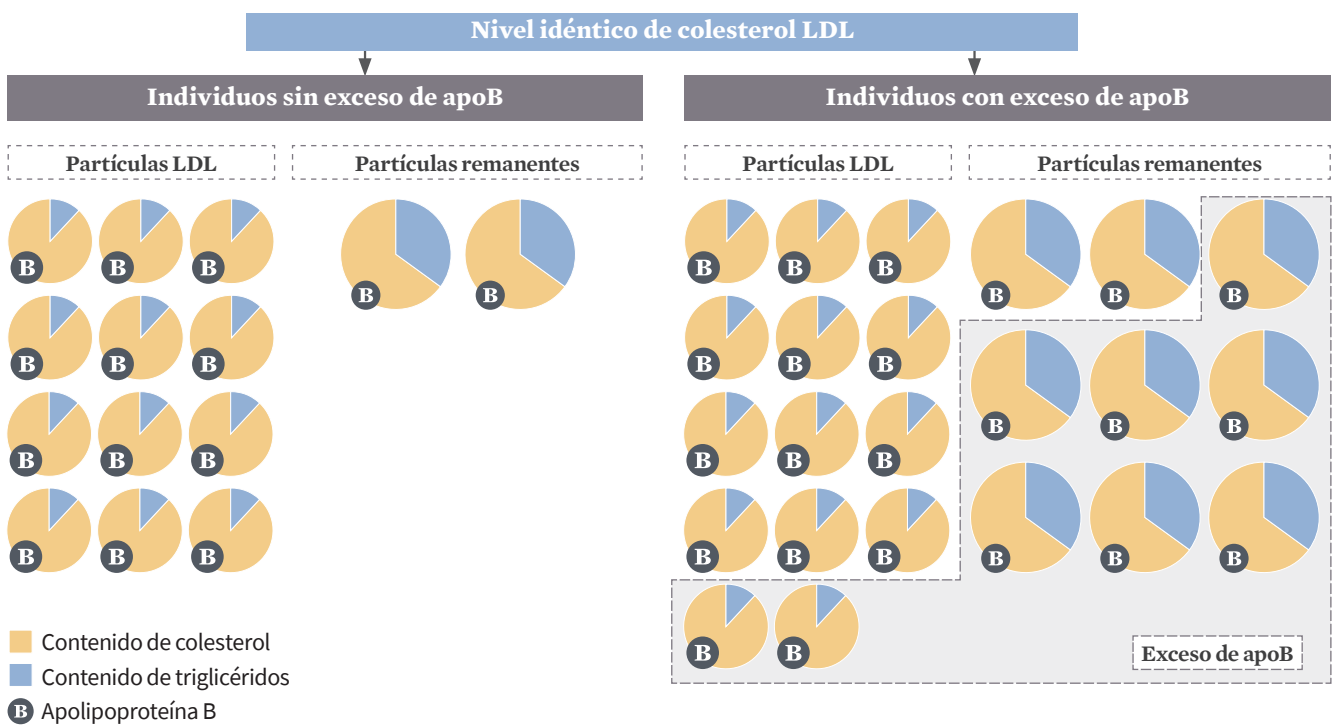 Nivel idéntico de colesterol LDL
Individuos sin exceso de apoB
Individuos con exceso de apoB
Partículas LDL
Partículas remanentes
Partículas LDL
Partículas remanentes
B B B B B
B B B
B B B
B B B
B B B B B B
B B B B B B
B B B
B B B B B B
B B
Exceso de apoB
Contenido de colesterol
Contenido de triglicéridos
B Apolipoproteína B